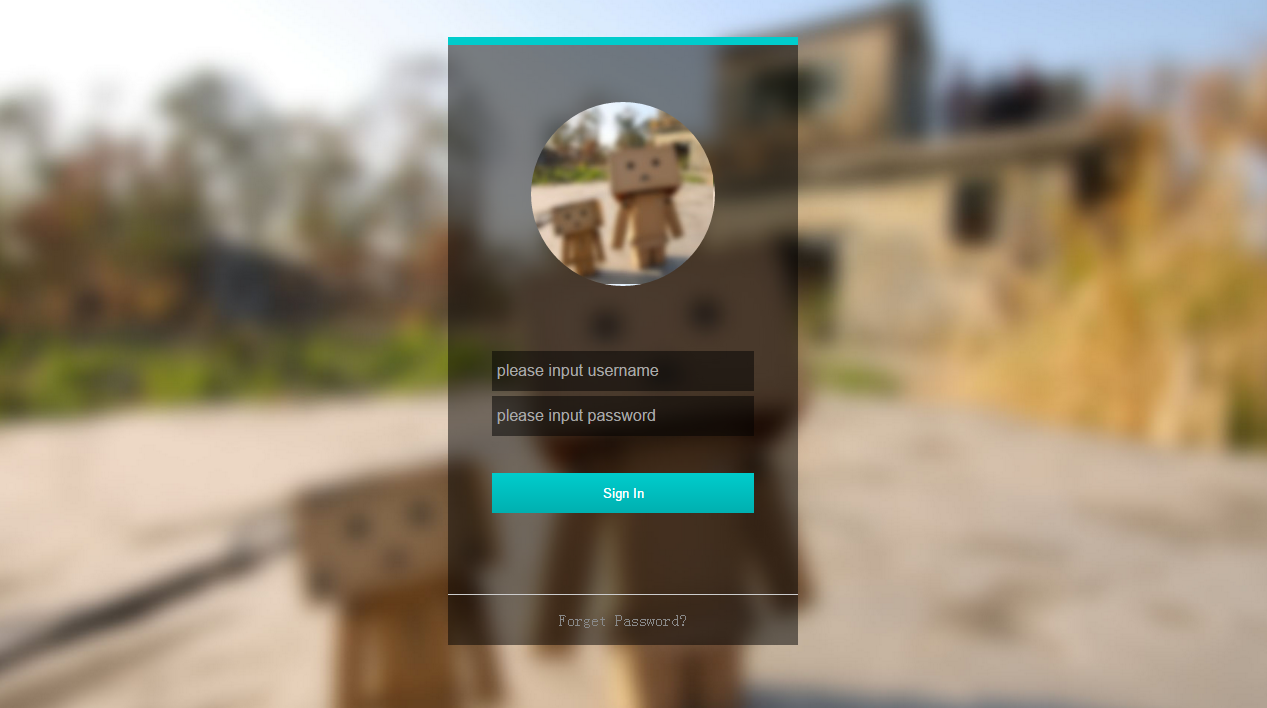 please input username
please input password
Sign In
Forget Password?